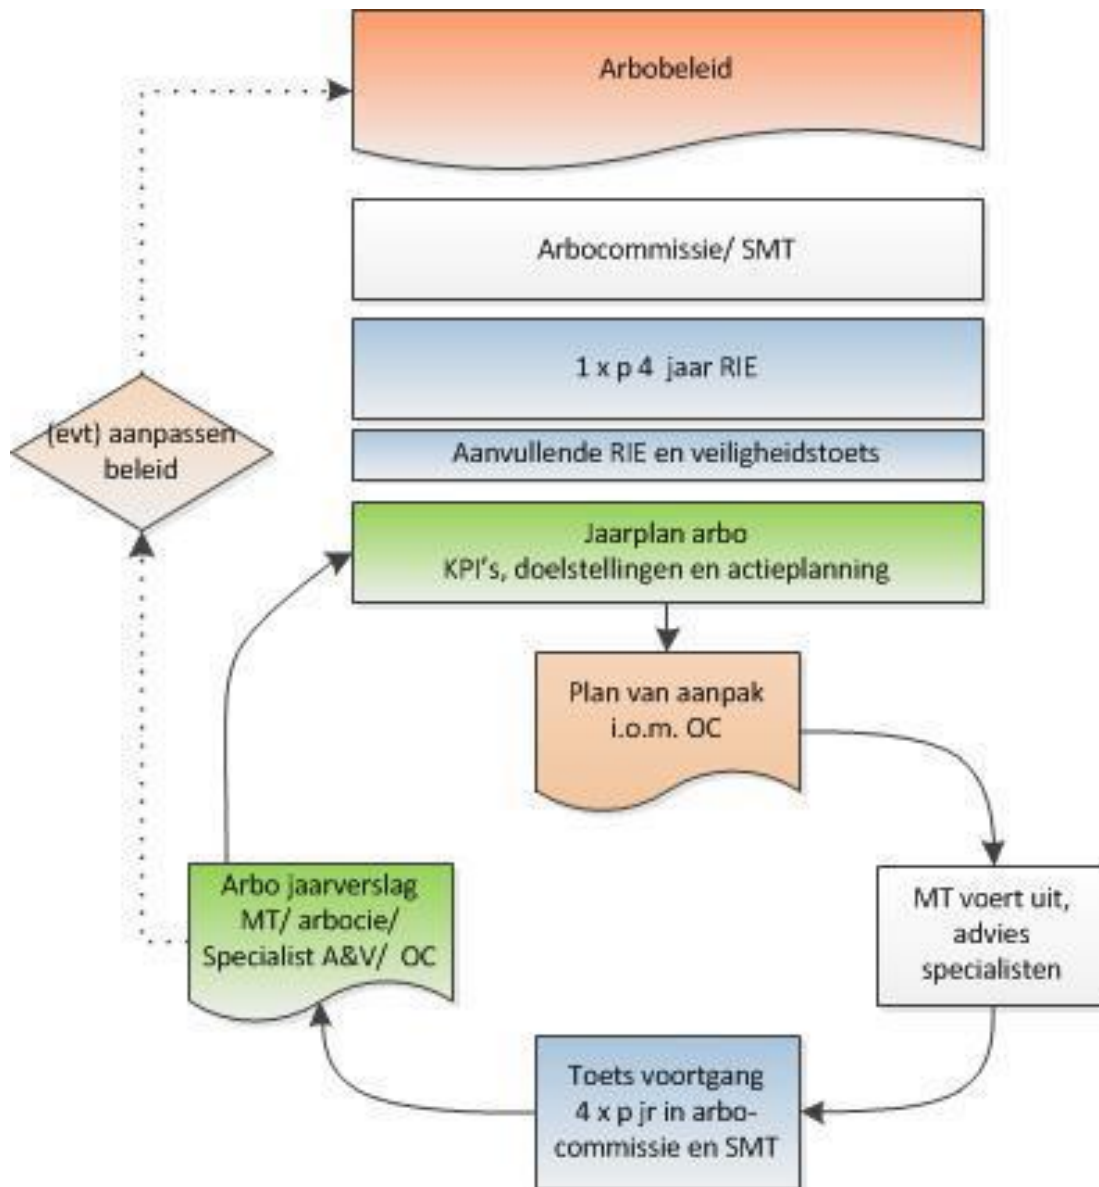 Arbobeleid
Arbocommissie/ SMT
1 x p 4 jaar RIE
(evt) aanpassen
beleid
Aanvullende RIE en veiligheidstoets
Jaarplan arbo
KPI's, doelstellingen en actieplanning
Plan van aanpak
i.o.m. OC
MT voert uit,
advies
specialisten
Toets voortgang
4 x p jr in arbo-
commissie en SMT
Arbo jaarverslag
MT/ arbocie/
Specialist A&V/ OC